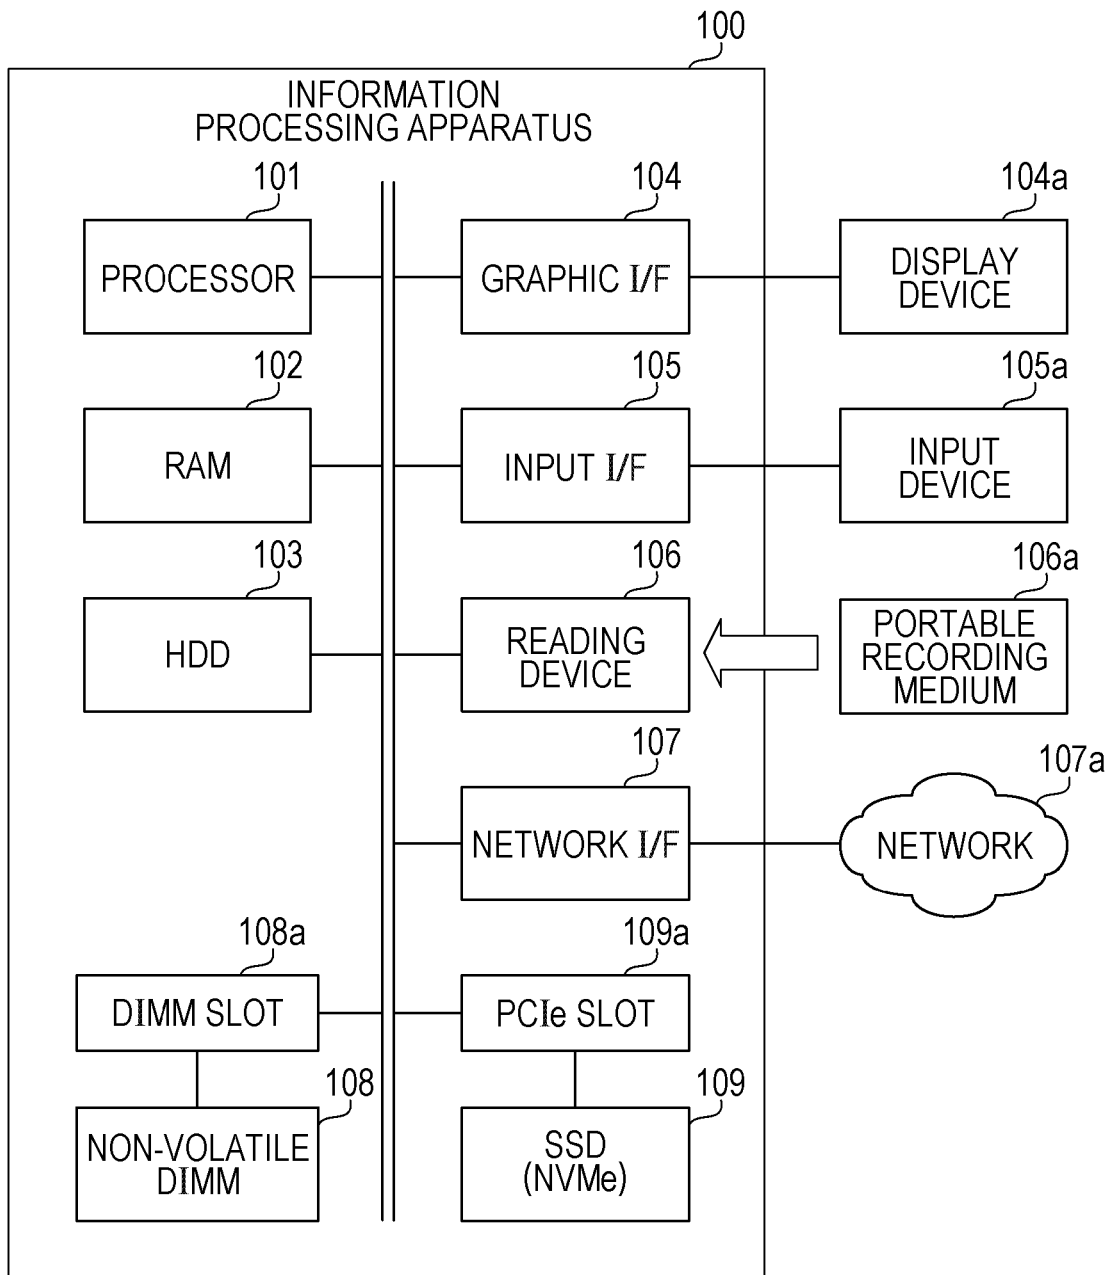 100
INFORMATION
PROCESSING APPARATUS
101
104
104a
PROCESSOR
GRAPHIC I/F
DISPLAY
DEVICE
102
105
105a
RAM
INPUT I/F
INPUT
DEVICE
103
106
106a
HDD
READING
DEVICE
PORTABLE
RECORDING
MEDIUM
107
107a
NETWORK I/F
NETWORK
108a
109a
DIMM SLOT
PCIe SLOT
108
109
NON-VOLATILE
DIMM
SSD
(NVMe)